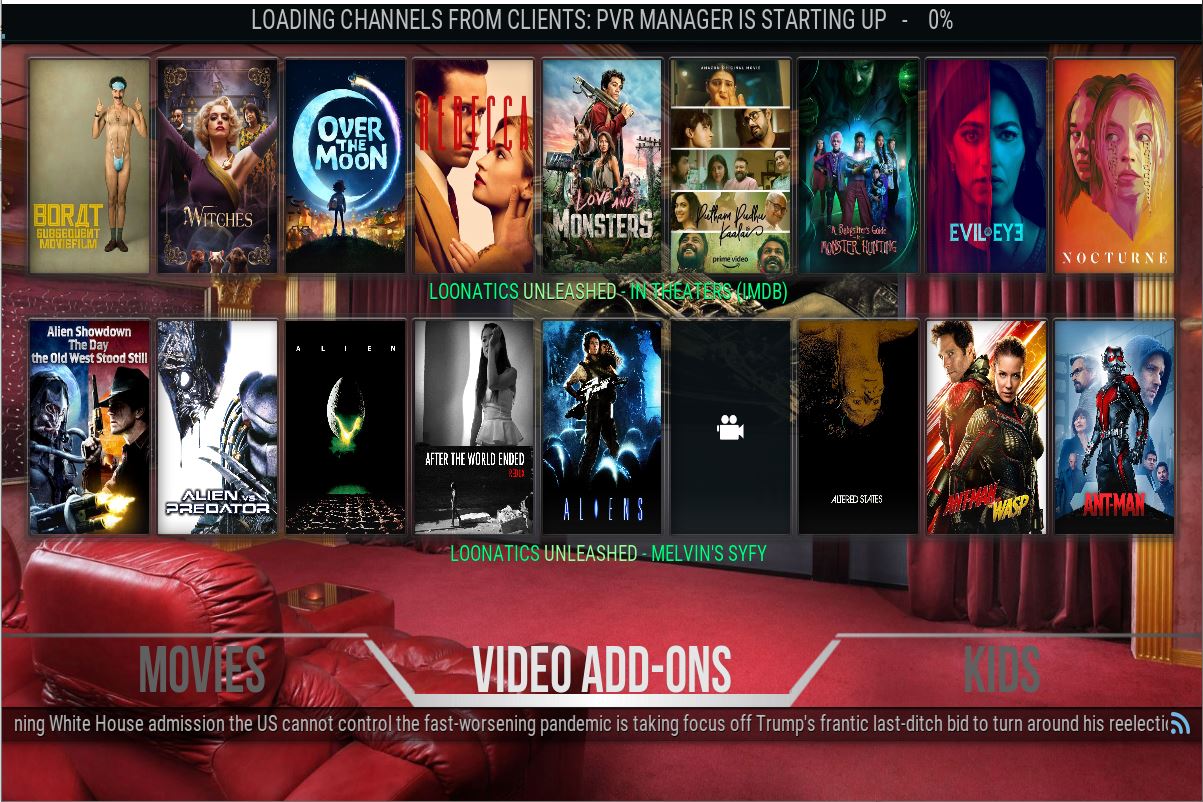 LOADING CHANNELS FROM CLIENTS: PVR MANAGER IS STARTING UP - 0%
BORAT
SUBSEQUENT
MOVIEFILM
WITCHES
OVER
THE
MOON
REBECCA
LOVE AND
MONSTERS
AMAZON ORIGINAL MOVIE
Putham Pudhu
Kaalai
prime video
A Babysitter's Guide
to
MONSTER HUNTING
EVIL EYE
NOCTURNE
LOONATICS UNLEASHED - IN THEATERS (IMDB)
Alien Showdown
The Day
the Old West Stood Still
ALIEN VS
PREDATOR
ALIEN
AFTER THE WORLD ENDED
REDUX
ALIENS
ALTERED STATES
ANT-MAN
AND THE
WASP
ANT-MAN
LOONATICS UNLEASHED - MELVIN'S SYFY
MOVIES
VIDEO ADD-ONS
KIDS
ning White House admission the US cannot control the fast-worsening pandemic is taking focus off Trump's frantic last-ditch bid to turn around his reelecti